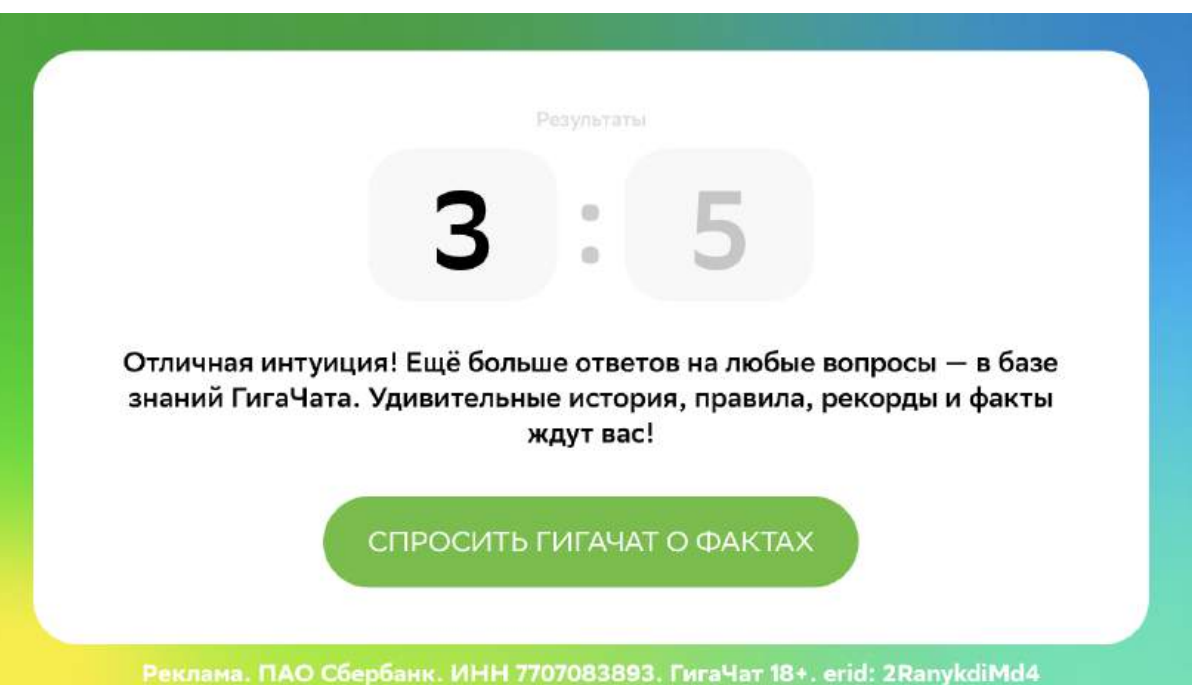 Результаты
3 : 5
Отличная интуиция! Ещё больше ответов на любые вопросы — в базе
знаний ГигаЧата. Удивительные история, правила, рекорды и факты
ждут вас!
СПРОСИТЬ ГИГАЧАТ О ФАКТАХ
Реклама. ПАО Сбербанк. ИНН 7707083893. ГигаЧат 18+. erid: 2RanykdiMd4